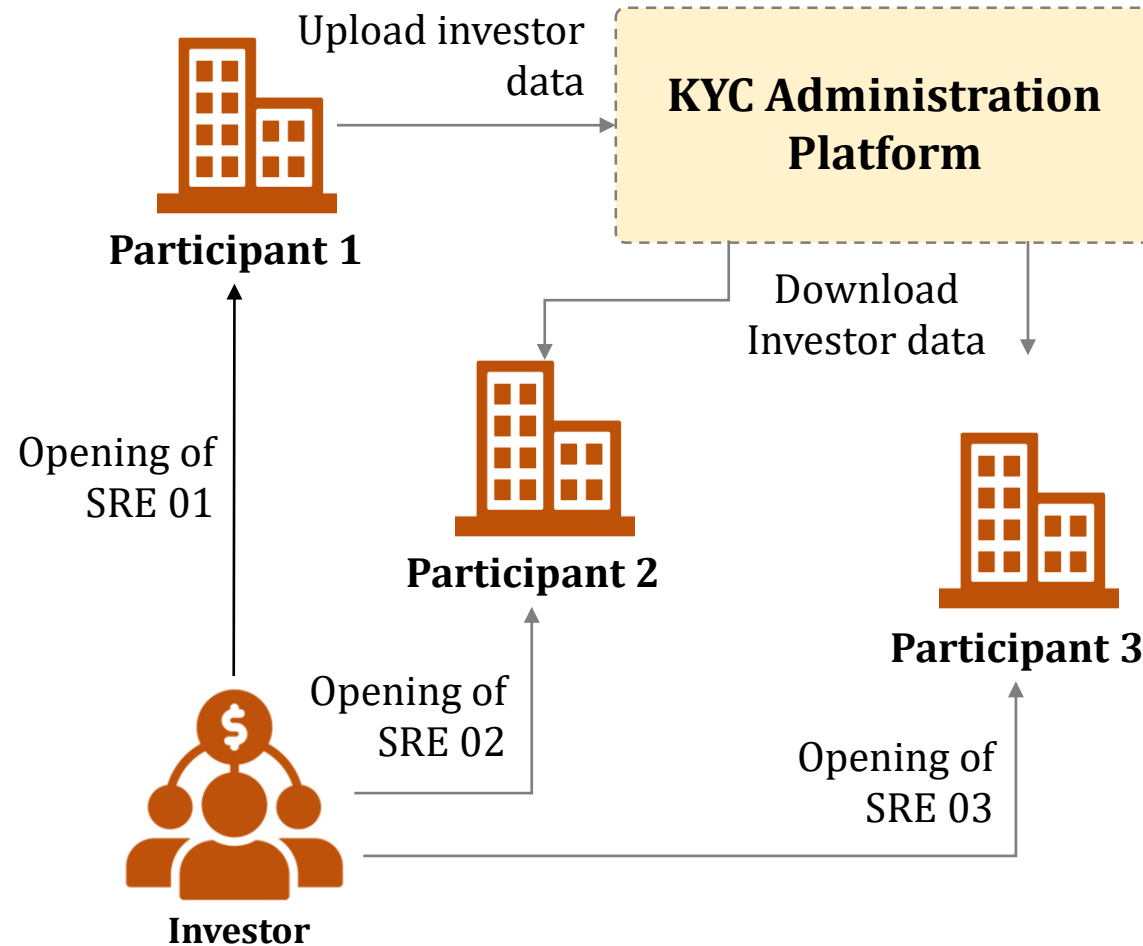 Upload investor
data
KYC Administration
Platform
Participant 1
Download
Investor data
Opening of
SRE 01
Participant 2
Participant 3
Opening of
SRE 02
Opening of
SRE 03
$
Investor